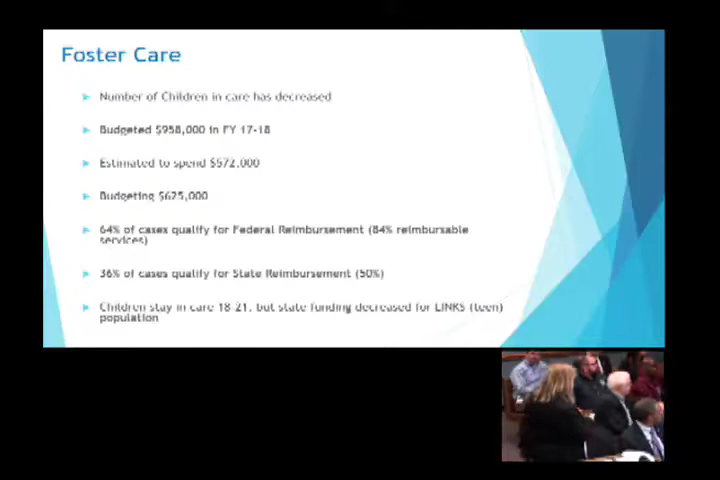 Foster Care
Number of Children in care has decreased
Budgeted $958,000 in FY 17-18
Estimated to spend $572,000
Budgeting $625,000
64% of cases qualify for Federal Reimbursement (84% reimbursable
services)
36% of cases qualify for State Reimbursement (50%)
Children stay in care 18-21, but state funding decreased for LINKS (teen)
population